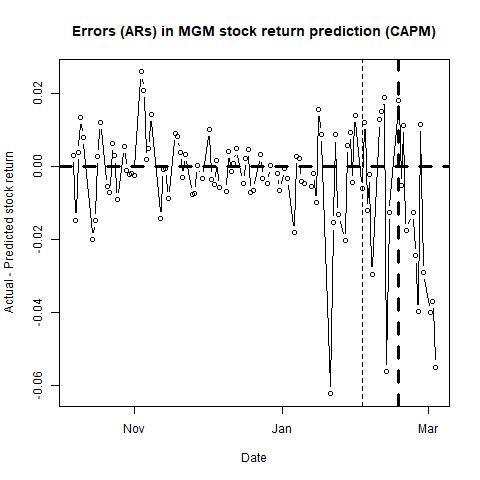 Errors (ARs) in MGM stock return prediction (CAPM)
Actual - Predicted stock return
0.02
0.00
-0.02
-0.04
-0.06
Nov Jan Mar
Date